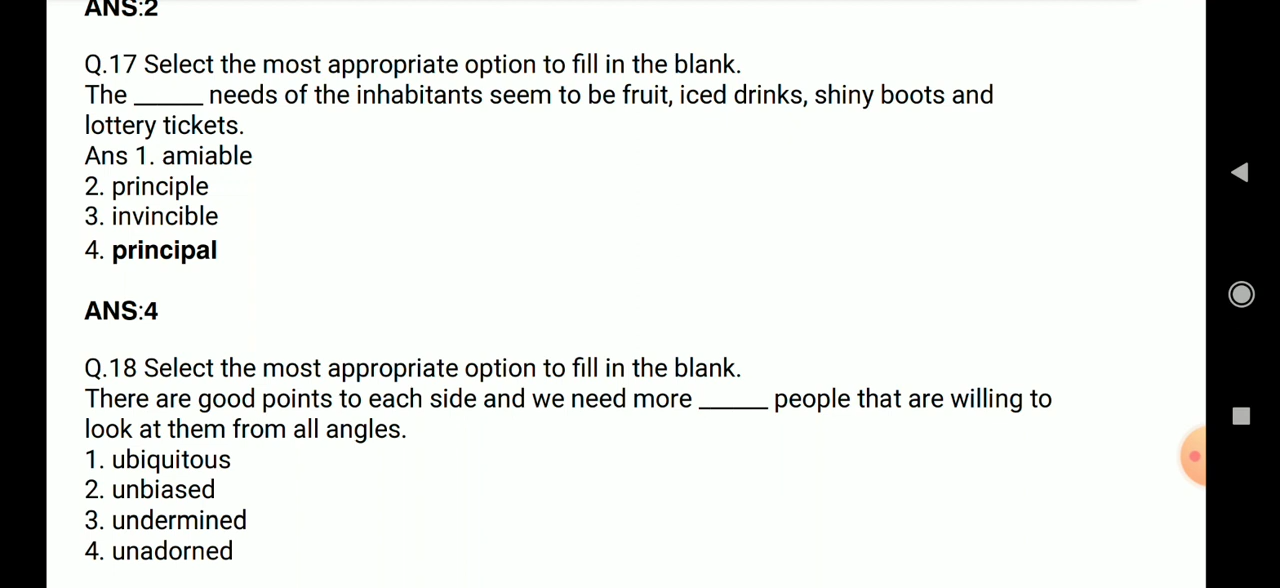 ANS:2
Q.17 Select the most appropriate option to fill in the blank.
The ______ needs of the inhabitants seem to be fruit, iced drinks, shiny boots and
lottery tickets.
Ans 1. amiable
2. principle
3. invincible
4. principal
ANS:4
Q.18 Select the most appropriate option to fill in the blank.
There are good points to each side and we need more ______ people that are willing to
look at them from all angles.
1. ubiquitous
2. unbiased
3. undermined
4. unadorned